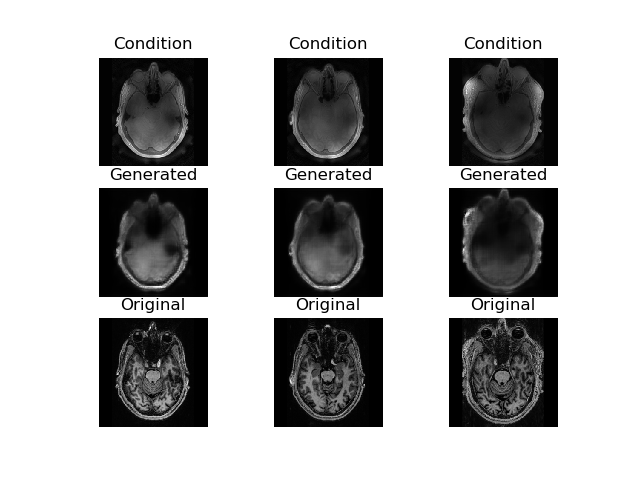 Condition Condition Condition
Generated Generated Generated
Original Original Original